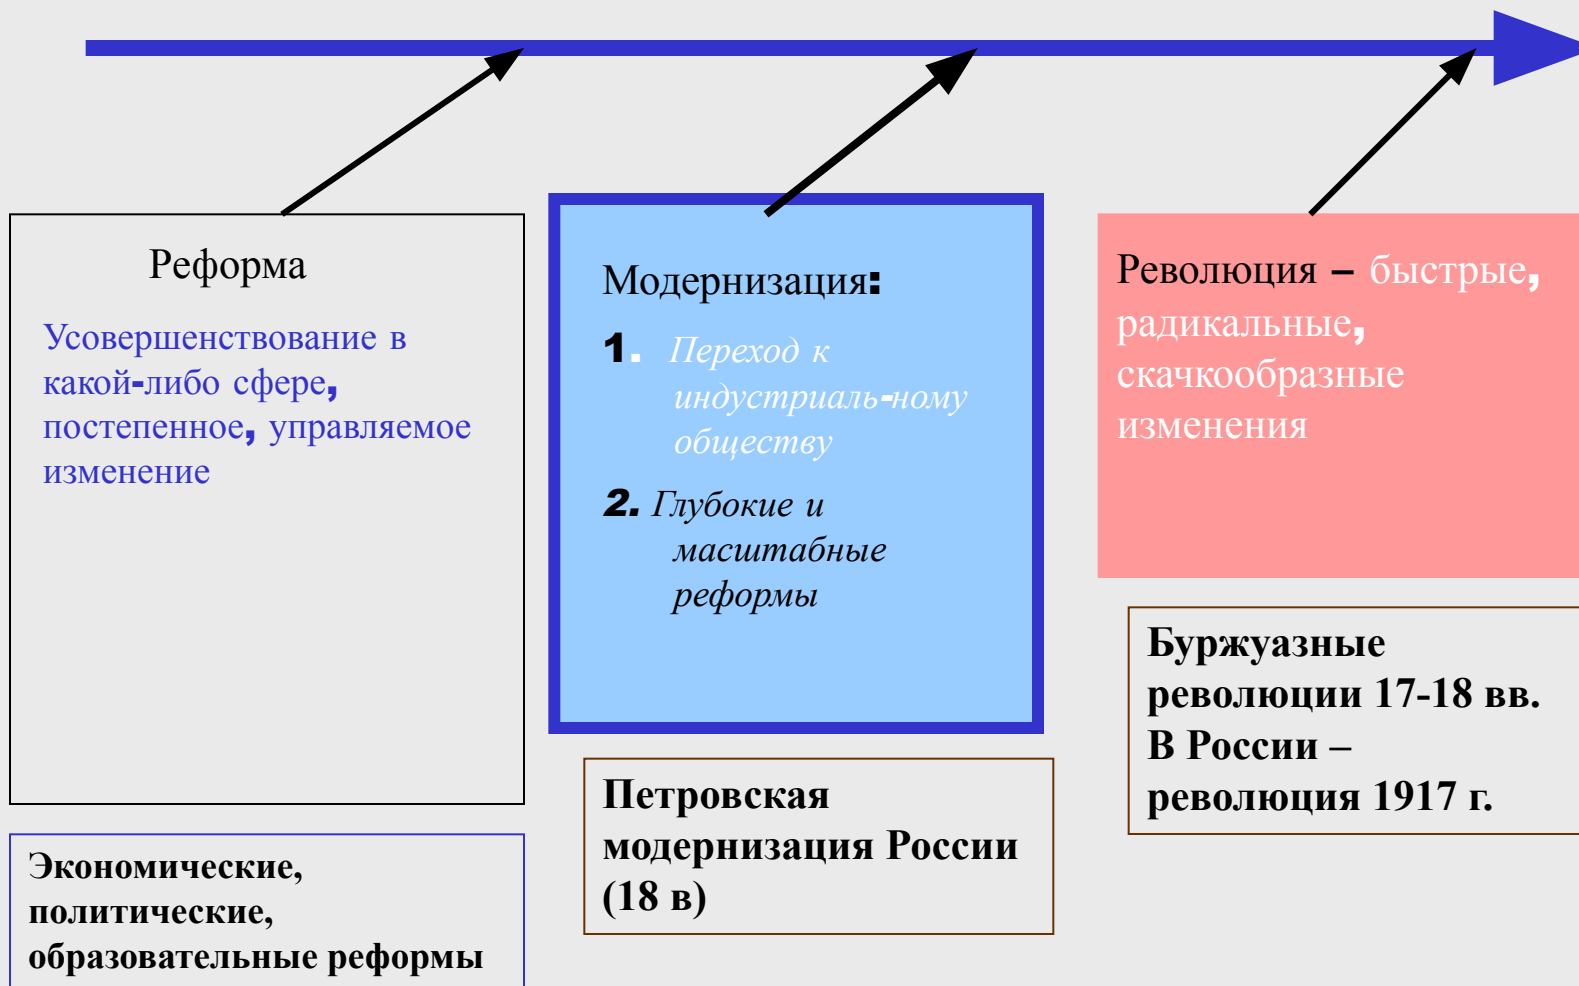 Реформа
Усовершенствование в
какой-либо сфере,
постепенное, управляемое
изменение
Экономические,
политические,
образовательные реформы
Модернизация:
1. Переход к
индустриаль-ному
обществу
2. Глубокие и
масштабные
реформы
Петровская
модернизация России
(18 в)
Революция – быстрые,
радикальные,
скачкообразные
изменения
Буржуазные
революции 17-18 вв.
В России –
революция 1917 г.